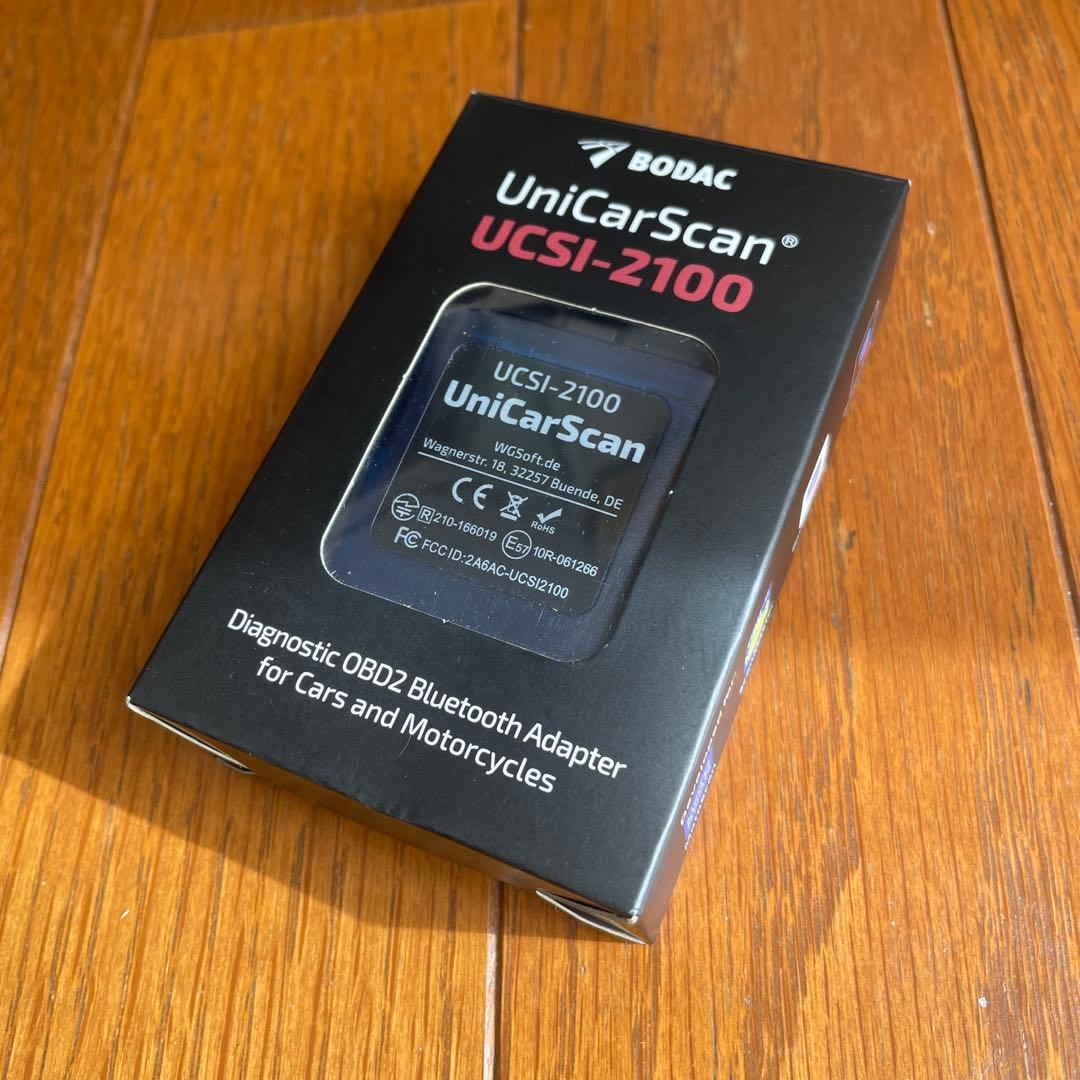 BODAC
UniCarScan®
UCSI-2100
UCSI-2100
UniCarScan
WGSoft.de
Wagnerstr. 18, 32257 Buende, DE
CE RoHS
R 210-166019 E57 10R-061266
FC FCC ID:2A6AC-UCSI2100
Diagnostic OBD2 Bluetooth Adapter
for Cars and Motorcycles